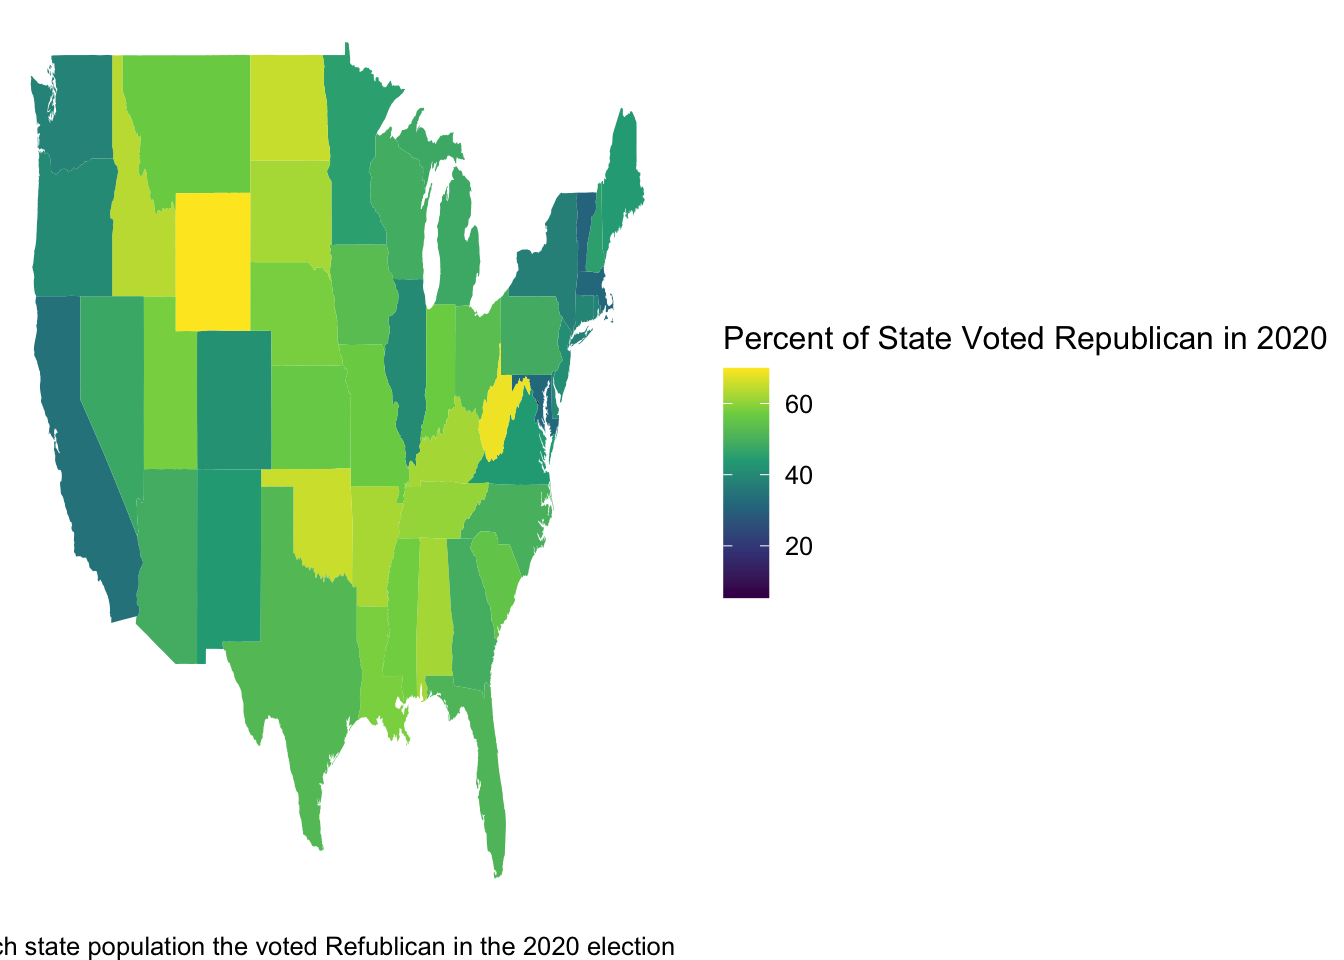 Percent of State Voted Republican in 2020
60
40
20
ch state population the voted Refublican in the 2020 election